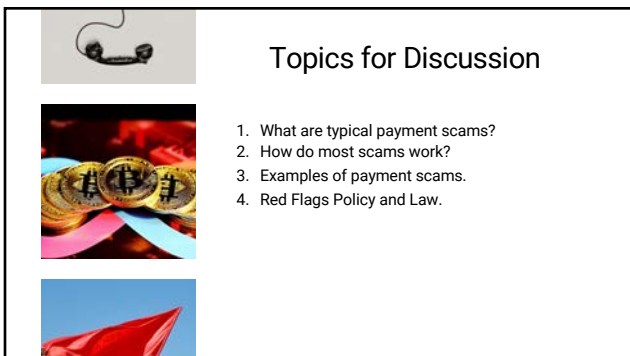 Topics for Discussion
1. What are typical payment scams?
2. How do most scams work?
3. Examples of payment scams.
4. Red Flags Policy and Law.